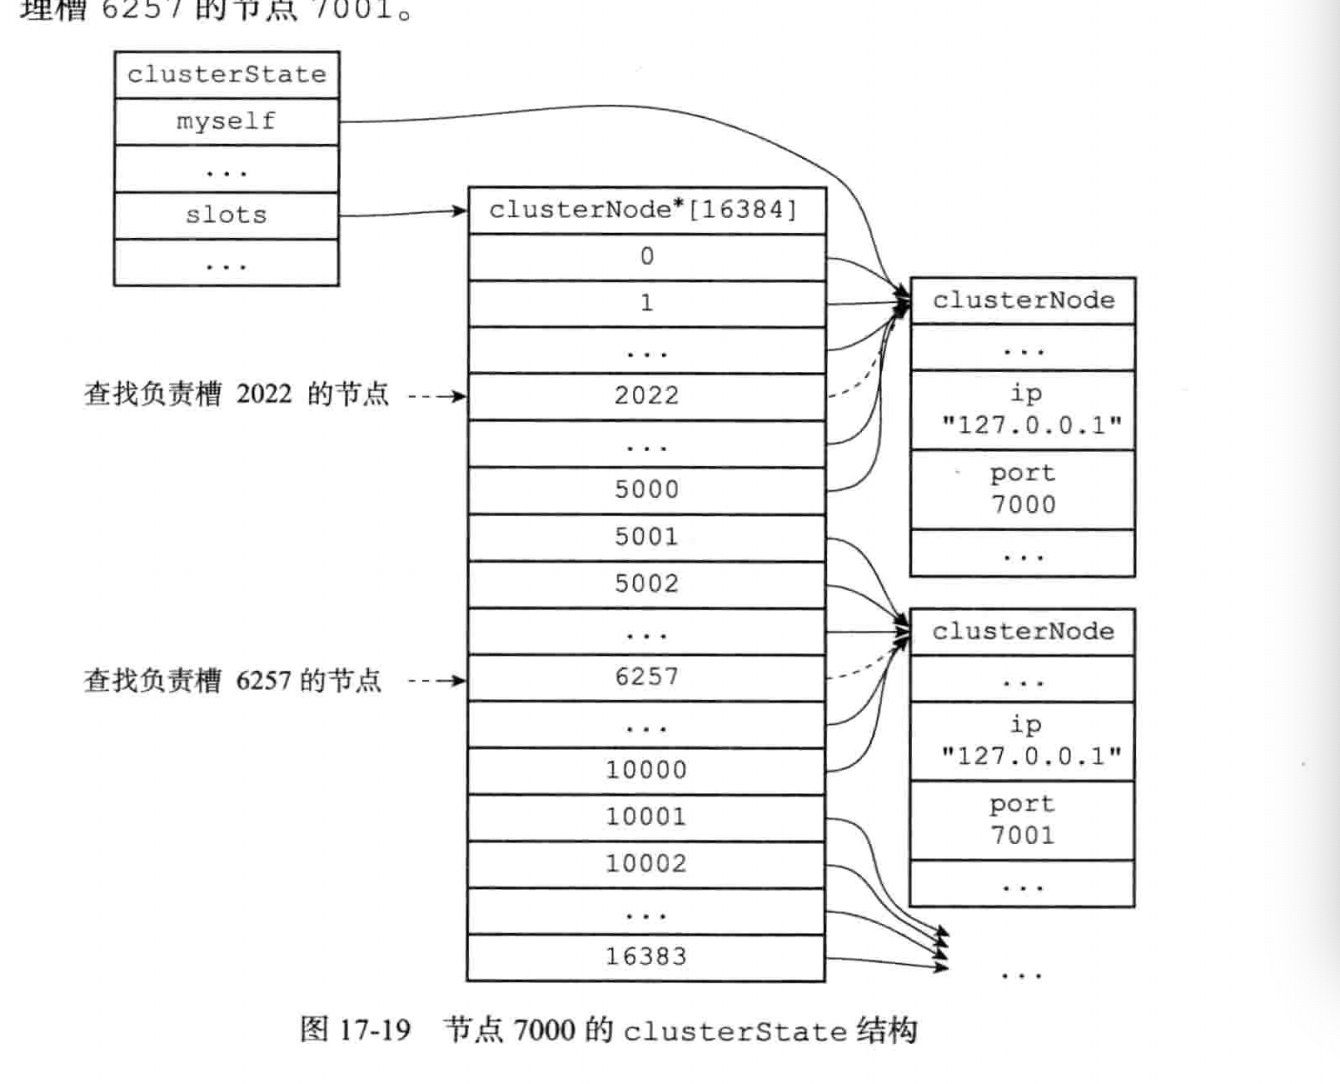 理槽 6257 的节点 7001。
clusterState
myself
...
slots
...
clusterNode*[16384]
0
1
...
查找负责槽 2022 的节点
2022
...
5000
5001
5002
...
查找负责槽 6257 的节点
6257
...
10000
10001
10002
...
16383
clusterNode
...
ip
"127.0.0.1"
port
7000
...
clusterNode
...
ip
"127.0.0.1"
port
7001
...
...
图 17-19 节点 7000 的 clusterState 结构